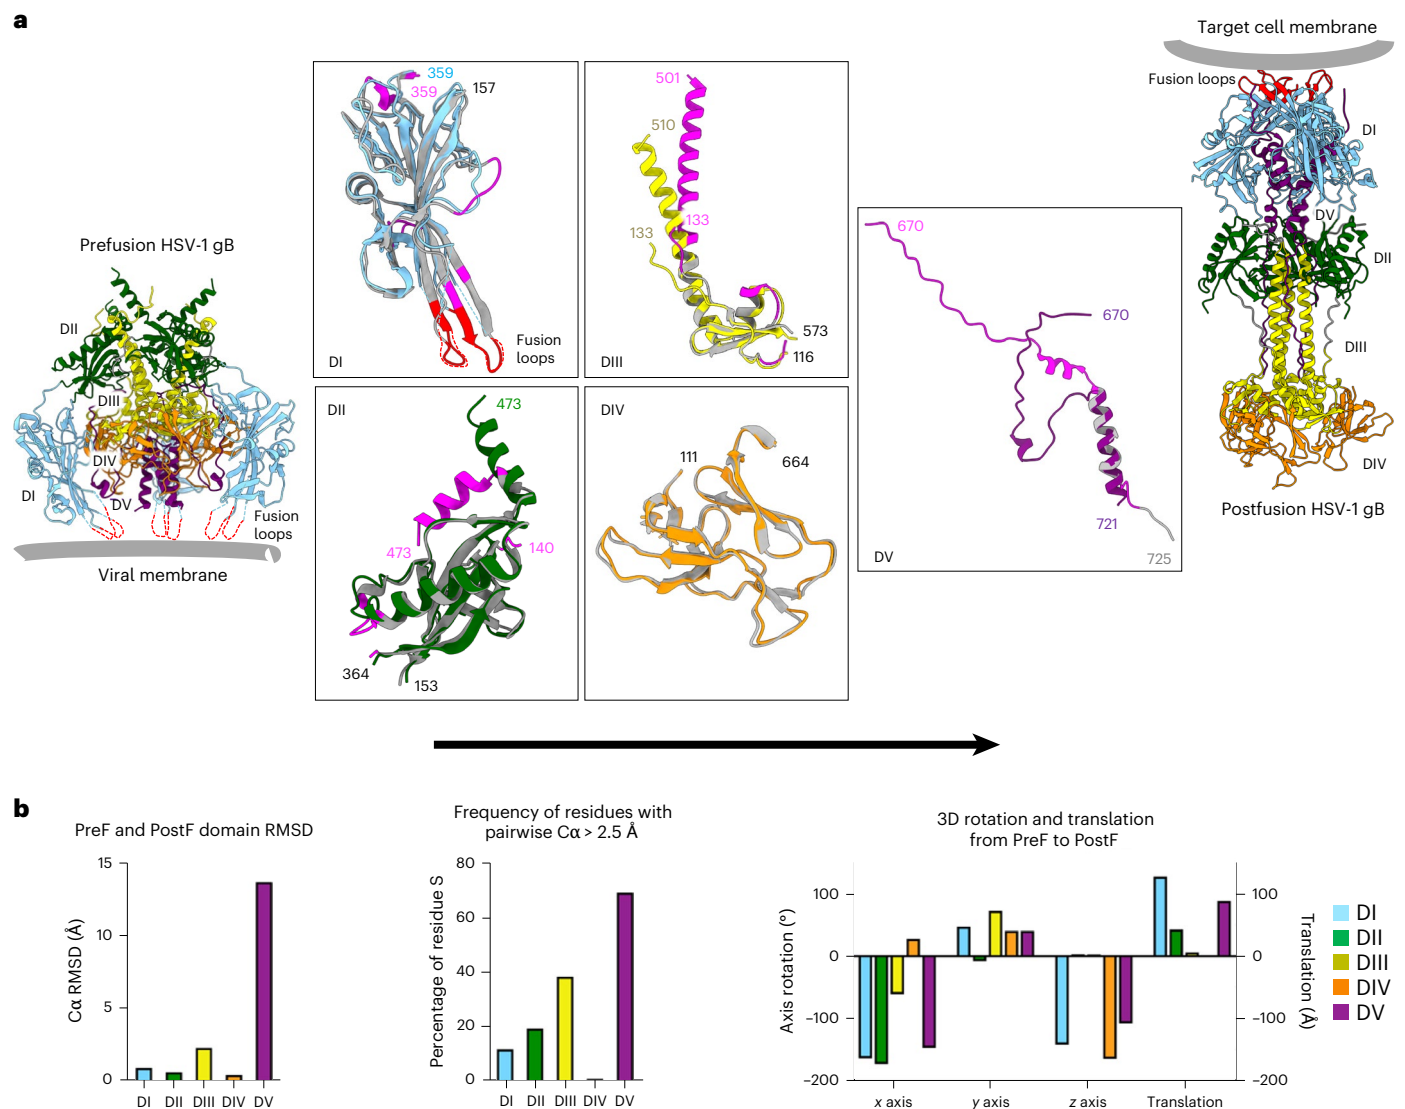 a
Target cell membrane
Fusion loops
DI
DV
DII
DIII
DIV
Postfusion HSV-1 gB
Prefusion HSV-1 gB
DII
DIII
DIV
DI
DV
Fusion
loops
Viral membrane
359
359
157
Fusion
loops
DI
501
510
133
133
573
116
DIII
DII
473
473
140
364
153
DIV
111
664
670
670
721
725
DV
b
PreF and PostF domain RMSD
Cα RMSD (Å)
15
10
5
0
DI DII DIII DIV DV
Frequency of residues with
pairwise Cα > 2.5 Å
Percentage of residue S
80
60
40
20
0
DI DII DIII DIV DV
3D rotation and translation
from PreF to PostF
Axis rotation (°)
100
0
−100
−200
100
0
−100
−200
Translation (Å)
x axis y axis z axis Translation
DI
DII
DIII
DIV
DV